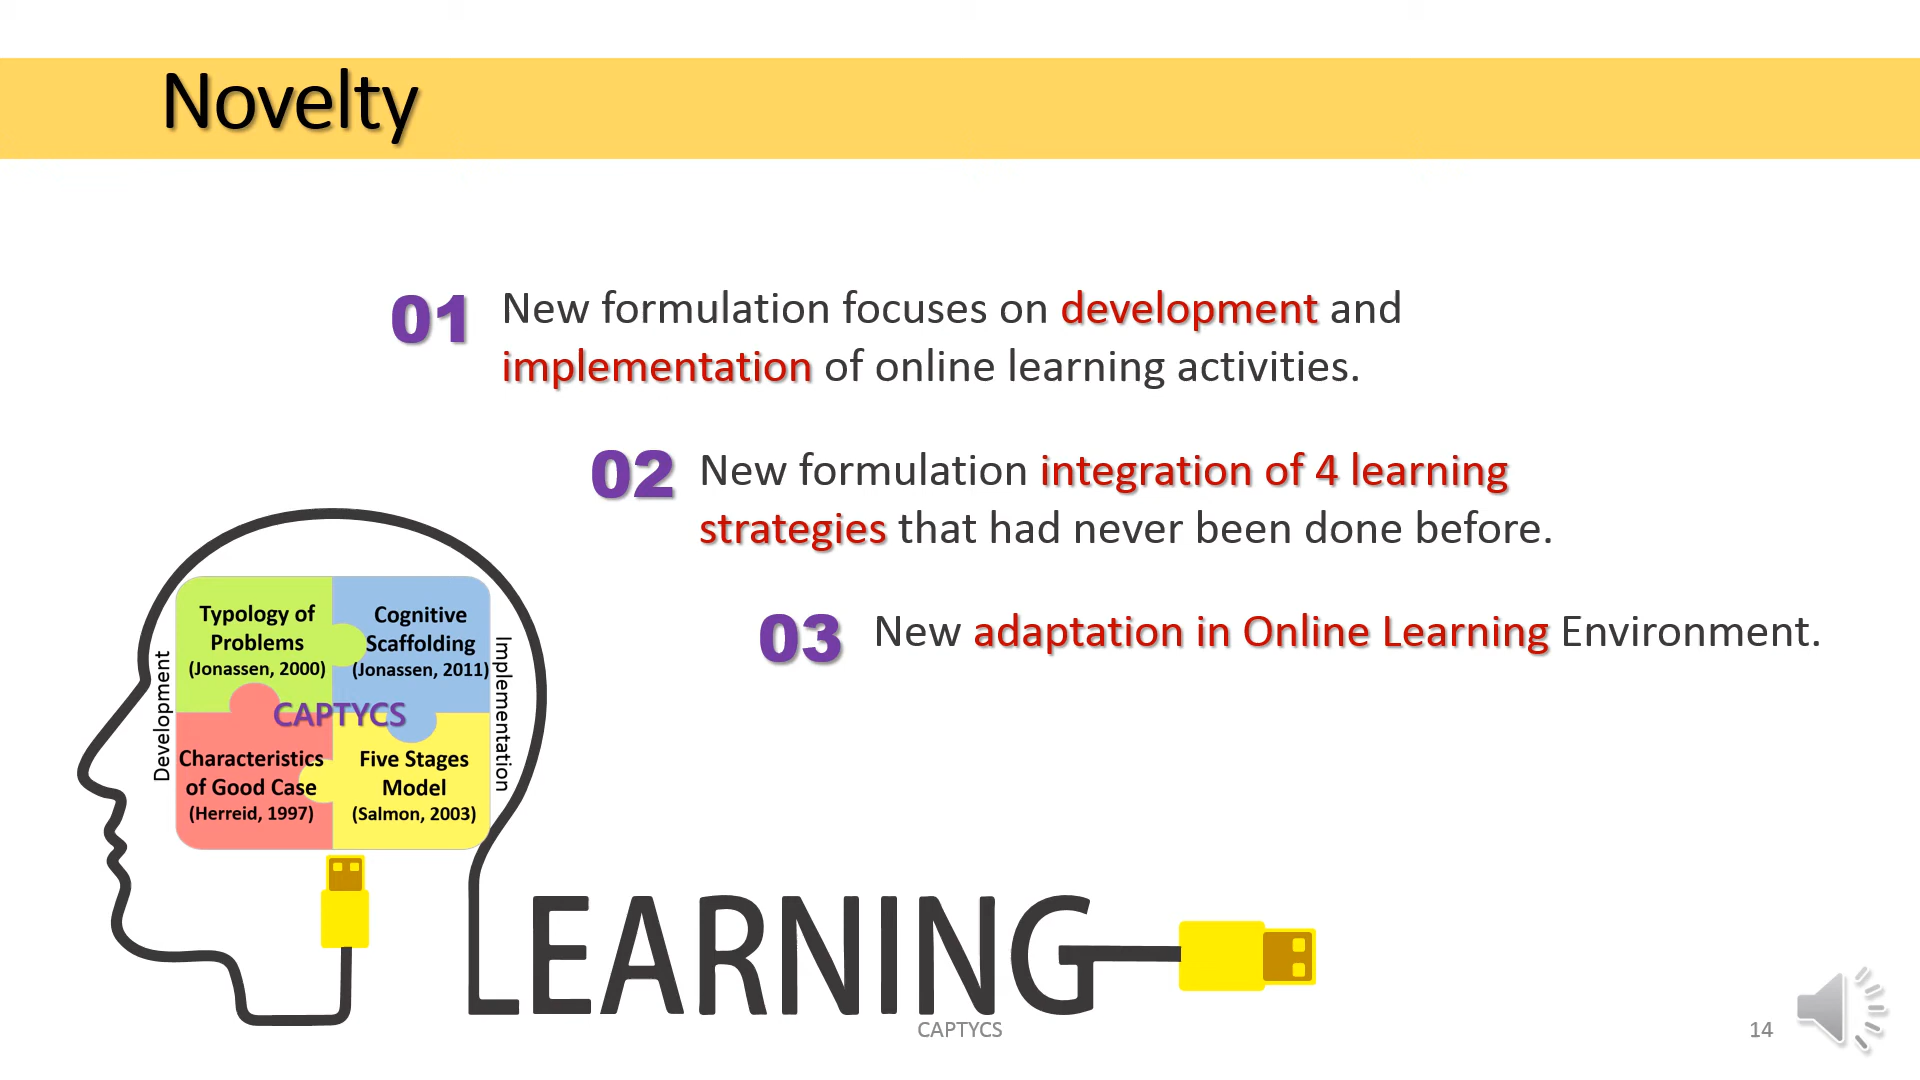 Novelty
01
New formulation focuses on development and
implementation of online learning activities.
02
New formulation integration of 4 learning
strategies that had never been done before.
03
New adaptation in Online Learning Environment.
Development
Typology of
Problems
(Jonassen, 2000)
Cognitive
Scaffolding
(Jonassen, 2011)
Implementation
CAPTYCS
Characteristics
of Good Case
(Herreid, 1997)
Five Stages
Model
(Salmon, 2003)
LEARNING
CAPTYCS
14